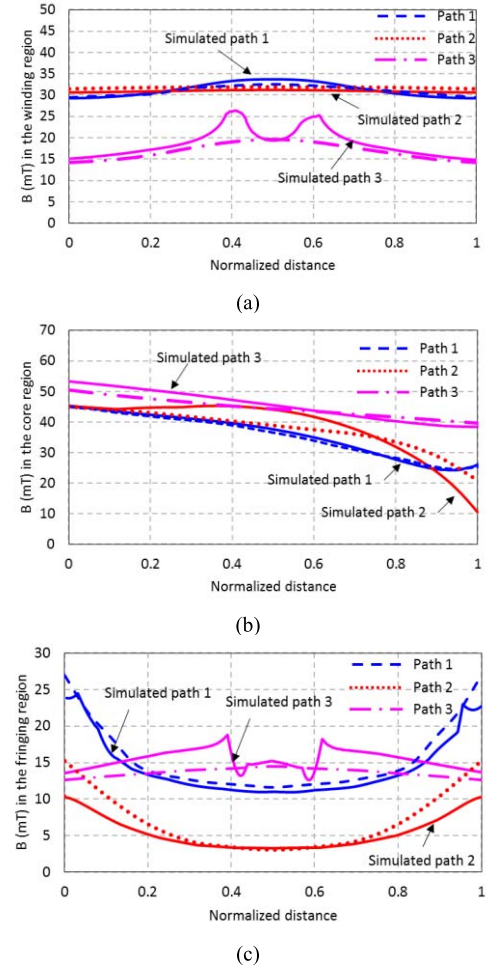 (a)
B (mT) in the winding region
50
45
40
35
30
25
20
15
10
5
0
Simulated path 1
Path 1
Path 2
Path 3
Simulated path 2
Simulated path 3
0 0.2 0.4 0.6 0.8 1
Normalized distance
(a)
B (mT) in the core region
70
60
50
40
30
20
10
0
Simulated path 3
Path 1
Path 2
Path 3
Simulated path 1
Simulated path 2
0 0.2 0.4 0.6 0.8 1
Normalized distance
(b)
B (mT) in the fringing region
30
25
20
15
10
5
0
Path 1
Path 2
Path 3
Simulated path 1
Simulated path 3
Simulated path 2
0 0.2 0.4 0.6 0.8 1
Normalized distance
(c)